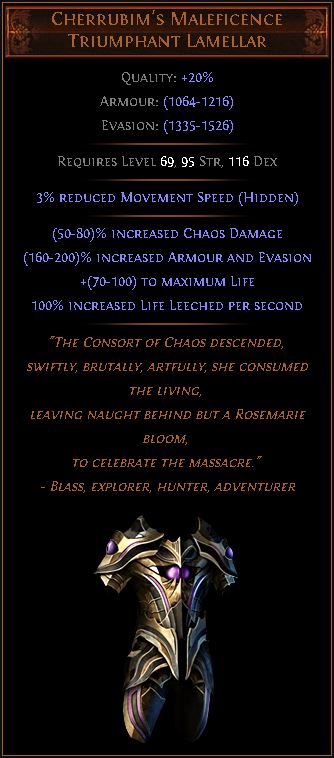 Cherrubim's Maleficence
Triumphant Lamellar
Quality: +20%
Armour: (1064-1216)
Evasion: (1335-1526)
Requires Level 69, 95 Str, 116 Dex
3% reduced Movement Speed (Hidden)
(50-80)% increased Chaos Damage
(160-200)% increased Armour and Evasion
+(70-100) to maximum Life
100% increased Life Leeched per second
"The Consort of Chaos descended,
swiftly, brutally, artfully, she consumed
the living,
leaving naught behind but a Rosemarie
bloom,
to celebrate the massacre."
- Blass, explorer, hunter, adventurer